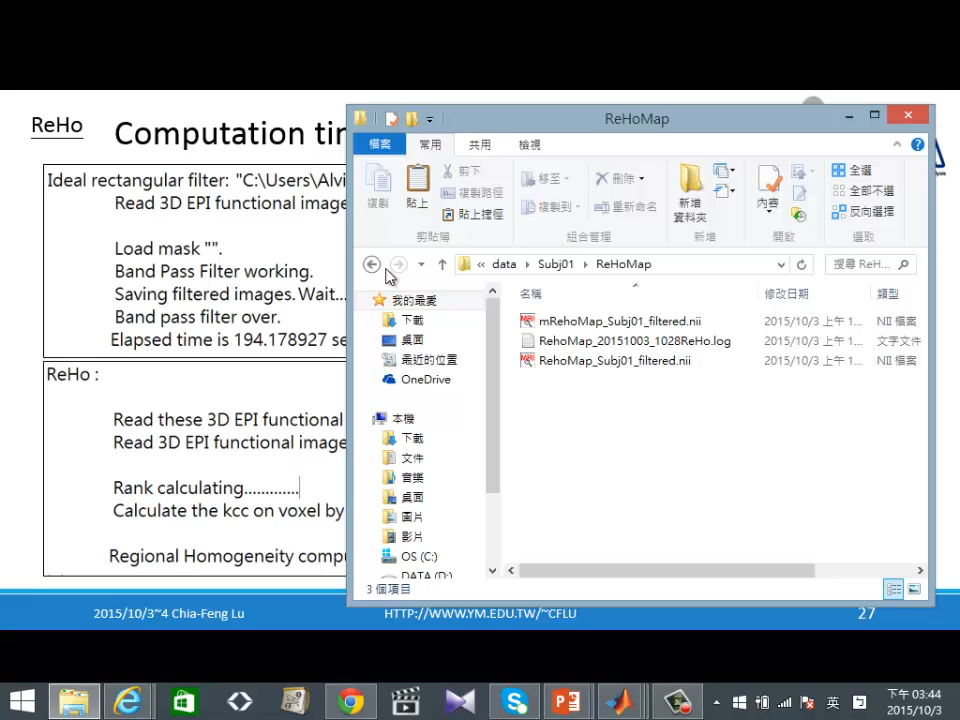 ReHo
Computation tin
Ideal rectangular filter: "C:\Users\Alvi
Read 3D EPI functional image
Load mask "".
Band Pass Filter working.
Saving filtered images. Wait...
Band pass filter over.
Elapsed time is 194.178927 se
ReHo :
Read these 3D EPI functional
Read 3D EPI functional image
Rank calculating.............
Calculate the kcc on voxel by
Regional Homogeneity compu
ReHoMap
檔案 常用 共用 檢視
複製
貼上
剪下
複製路徑
貼上捷徑
剪貼簿
移至
複製到
刪除
重新命名
組合管理
新增
資料夾
新增
內容
開啟
全選
全部不選
反向選擇
選取
« data Subj01 ReHoMap
搜尋 ReH...
名稱 修改日期 類型
mRehoMap_Subj01_filtered.nii 2015/10/3 上午 1... NII 檔案
RehoMap_20151003_1028ReHo.log 2015/10/3 上午 1... 文字文件
RehoMap_Subj01_filtered.nii 2015/10/3 上午 1... NII 檔案
我的最愛
下載
桌面
最近的位置
OneDrive
本機
下載
文件
音樂
桌面
圖片
影片
OS (C:)
DATA (D:)
3 個項目
2015/10/3~4 Chia-Feng Lu
HTTP://WWW.YM.EDU.TW/~CFLU
27
英
下午 03:44
2015/10/3